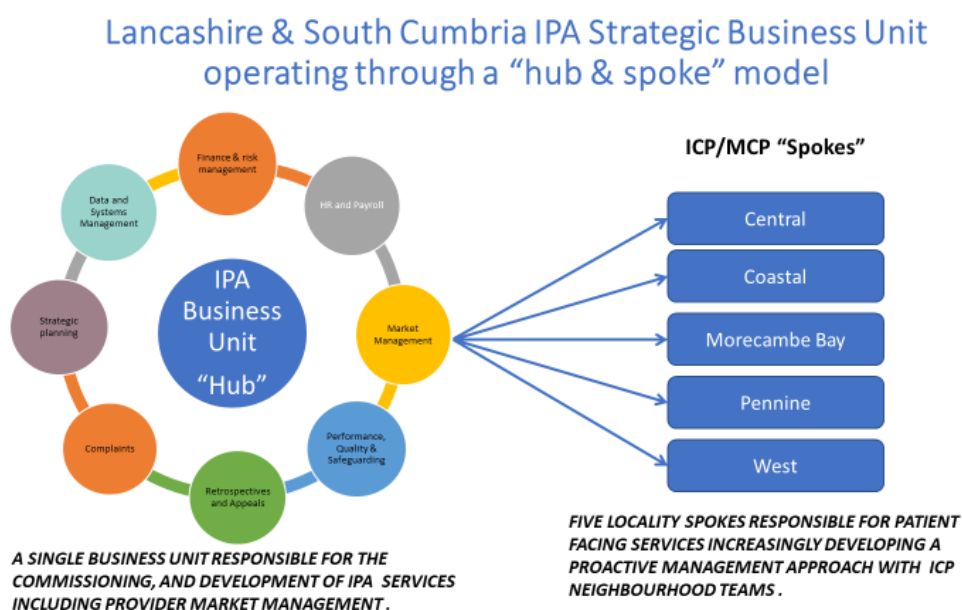 Lancashire & South Cumbria IPA Strategic Business Unit
operating through a “hub & spoke” model
Finance & risk
management
HR and Payroll
Market
Management
Performance,
Quality &
Safeguarding
Retrospectives
and Appeals
Complaints
Strategic
planning
Data and
Systems
Management
IPA
Business
Unit
“Hub”
A SINGLE BUSINESS UNIT RESPONSIBLE FOR THE
COMMISSIONING, AND DEVELOPMENT OF IPA SERVICES
INCLUDING PROVIDER MARKET MANAGEMENT .
ICP/MCP “Spokes”
Central
Coastal
Morecambe Bay
Pennine
West
FIVE LOCALITY SPOKES RESPONSIBLE FOR PATIENT
FACING SERVICES INCREASINGLY DEVELOPING A
PROACTIVE MANAGEMENT APPROACH WITH ICP
NEIGHBOURHOOD TEAMS .